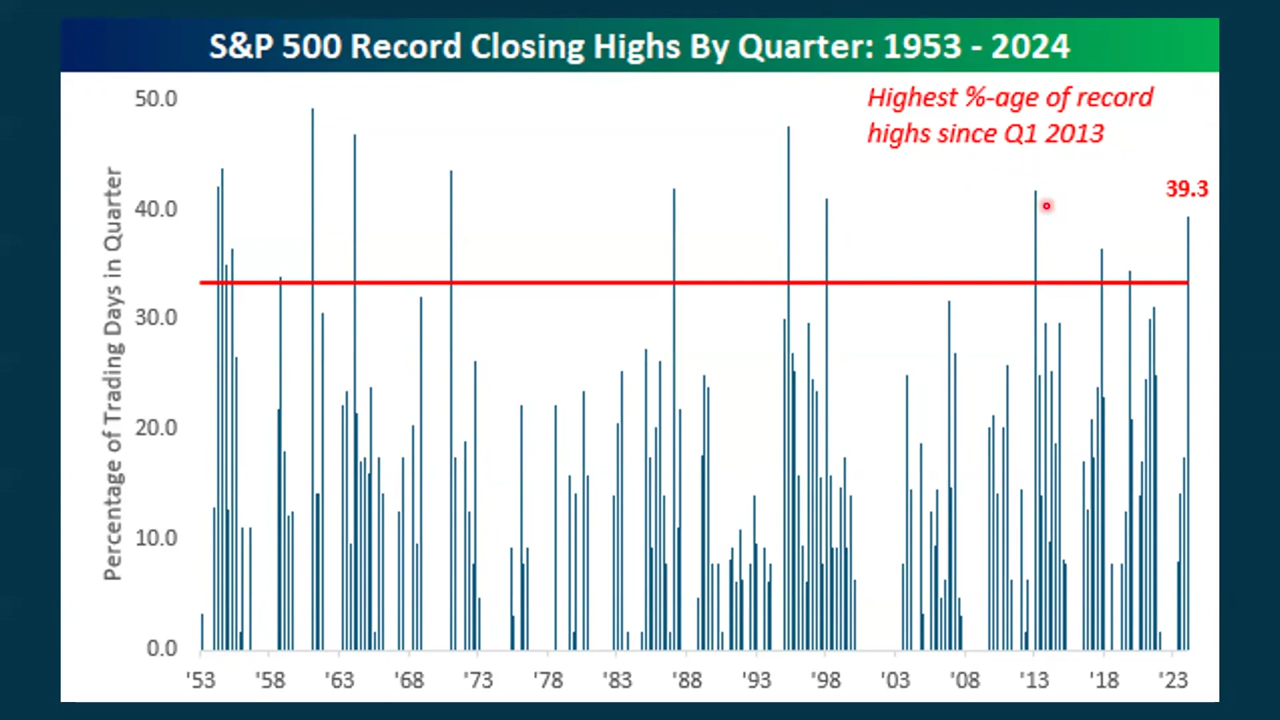 S&P 500 Record Closing Highs By Quarter: 1953 - 2024
Highest %-age of record
highs since Q1 2013
39.3
Percentage of Trading Days in Quarter
50.0
40.0
30.0
20.0
10.0
0.0
'53 '58 '63 '68 '73 '78 '83 '88 '93 '98 '03 '08 '13 '18 '23